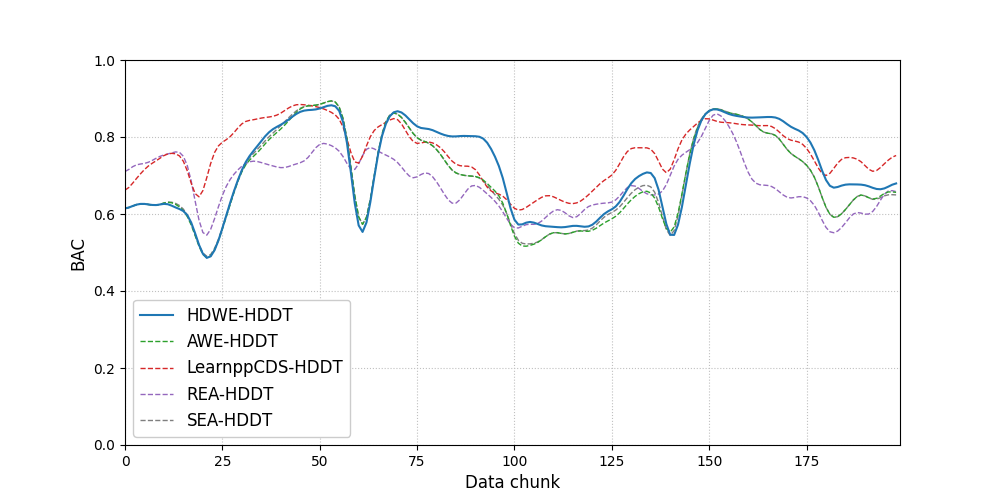 1.0
0.8
0.6
0.4
0.2
0.0
BAC
HDWE-HDDT
AWE-HDDT
LearnppCDS-HDDT
REA-HDDT
SEA-HDDT
0 25 50 75 100 125 150 175
Data chunk